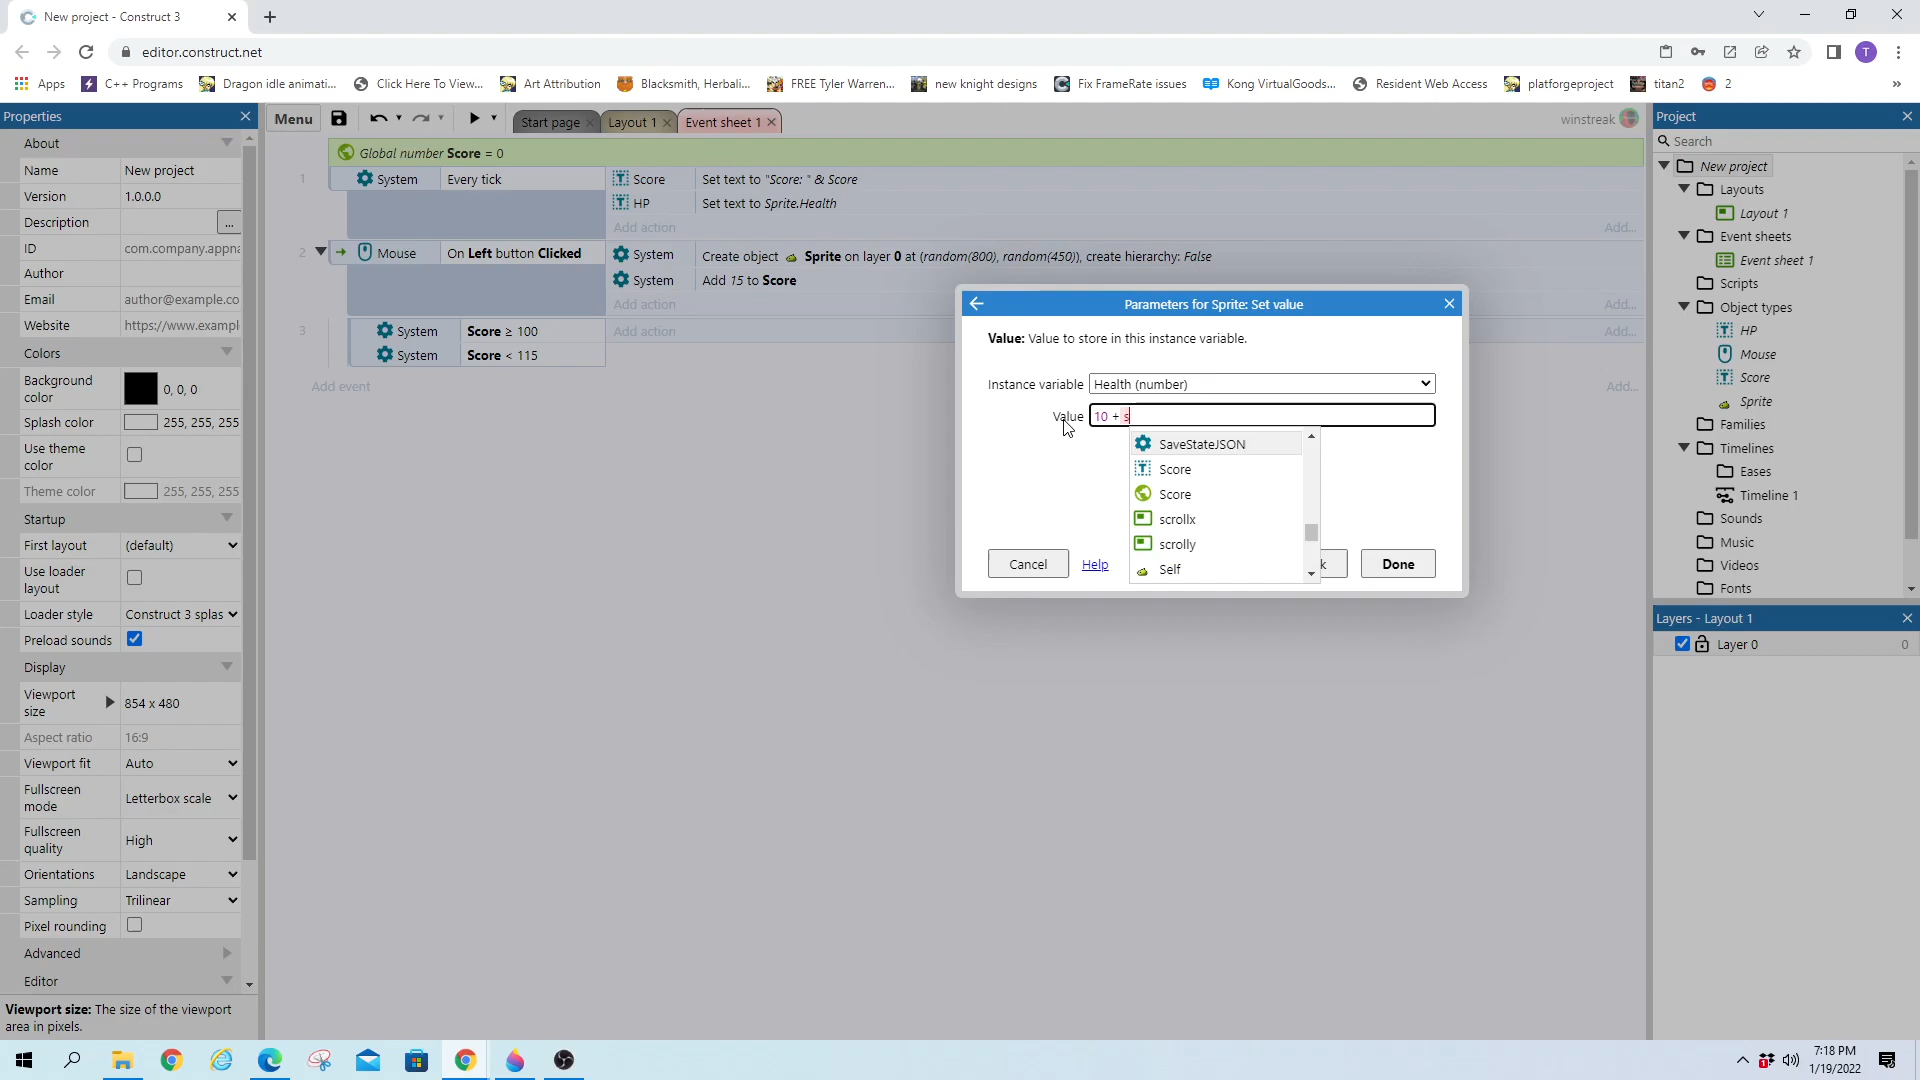 New project - Construct 3
editor.construct.net
T
Apps
C++ Programs
Dragon idle animati...
Click Here To View...
Art Attribution
Blacksmith, Herbali...
FREE Tyler Warren...
new knight designs
Fix FrameRate issues
Kong VirtualGoods...
Resident Web Access
platforgeproject
titan2
2
»
Properties
About
Name New project
Version 1.0.0.0
Description ...
ID com.company.appna
Author
Email author@example.co
Website https://www.exampl
Colors
Background color 0, 0, 0
Splash color 255, 255, 255
Use theme color
Theme color 255, 255, 255
Startup
First layout (default)
Use loader layout
Loader style Construct 3 splas
Preload sounds
Display
Viewport size 854 x 480
Aspect ratio 16:9
Viewport fit Auto
Fullscreen mode Letterbox scale
Fullscreen quality High
Orientations Landscape
Sampling Trilinear
Pixel rounding
Advanced
Editor
Viewport size: The size of the viewport
area in pixels.
Menu
Start page
Layout 1
Event sheet 1
winstreak
Global number Score = 0
1 System Every tick Score Set text to "Score: " & Score
HP Set text to Sprite.Health
Add action Add...
2 Mouse On Left button Clicked System Create object Sprite on layer 0 at (random(800), random(450)), create hierarchy: False
System Add 15 to Score
Add action Add...
3 System Score ≥ 100 Add action Add...
System Score < 115
Add event Add...
Parameters for Sprite: Set value
Value: Value to store in this instance variable.
Instance variable Health (number)
Value 10 + s
SaveStateJSON
Score
Score
scrollx
scrolly
Self
Cancel
Help
k
Done
Project
Search
New project
Layouts
Layout 1
Event sheets
Event sheet 1
Scripts
Object types
HP
Mouse
Score
Sprite
Families
Timelines
Eases
Timeline 1
Sounds
Music
Videos
Fonts
Layers - Layout 1
Layer 0 0
7:18 PM
1/19/2022